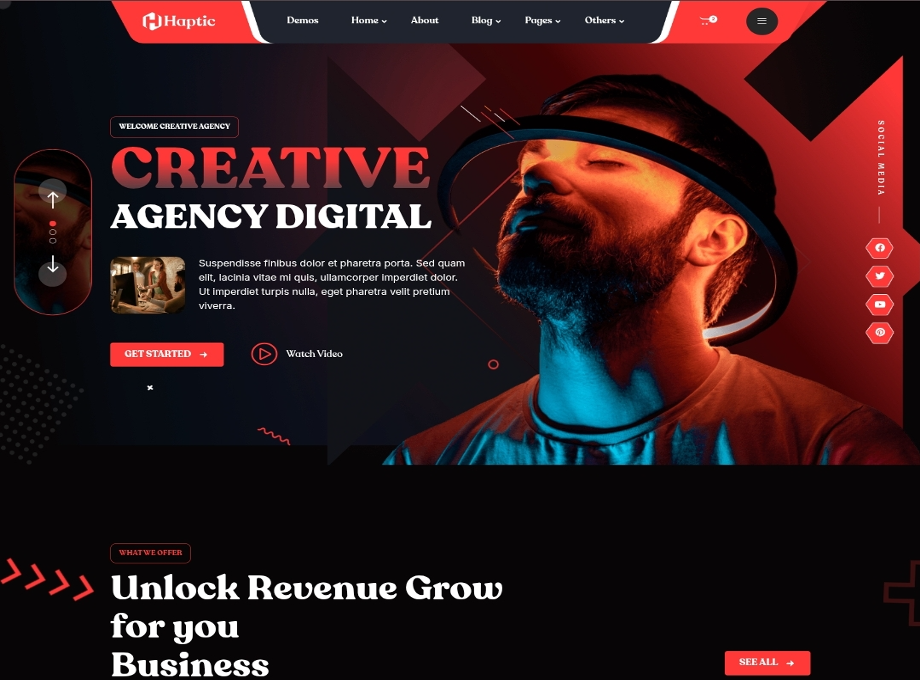 Haptic
Demos
Home
About
Blog
Pages
Others
WELCOME CREATIVE AGENCY
CREATIVE
AGENCY DIGITAL
Suspendisse finibus dolor et pharetra porta. Sed quam
elit, lacinia vitae mi quis, ullamcorper imperdiet dolor.
Ut imperdiet turpis nulla, eget pharetra velit pretium
viverra.
GET STARTED
Watch Video
SOCIAL MEDIA
WHAT WE OFFER
Unlock Revenue Grow
for you
Business
SEE ALL